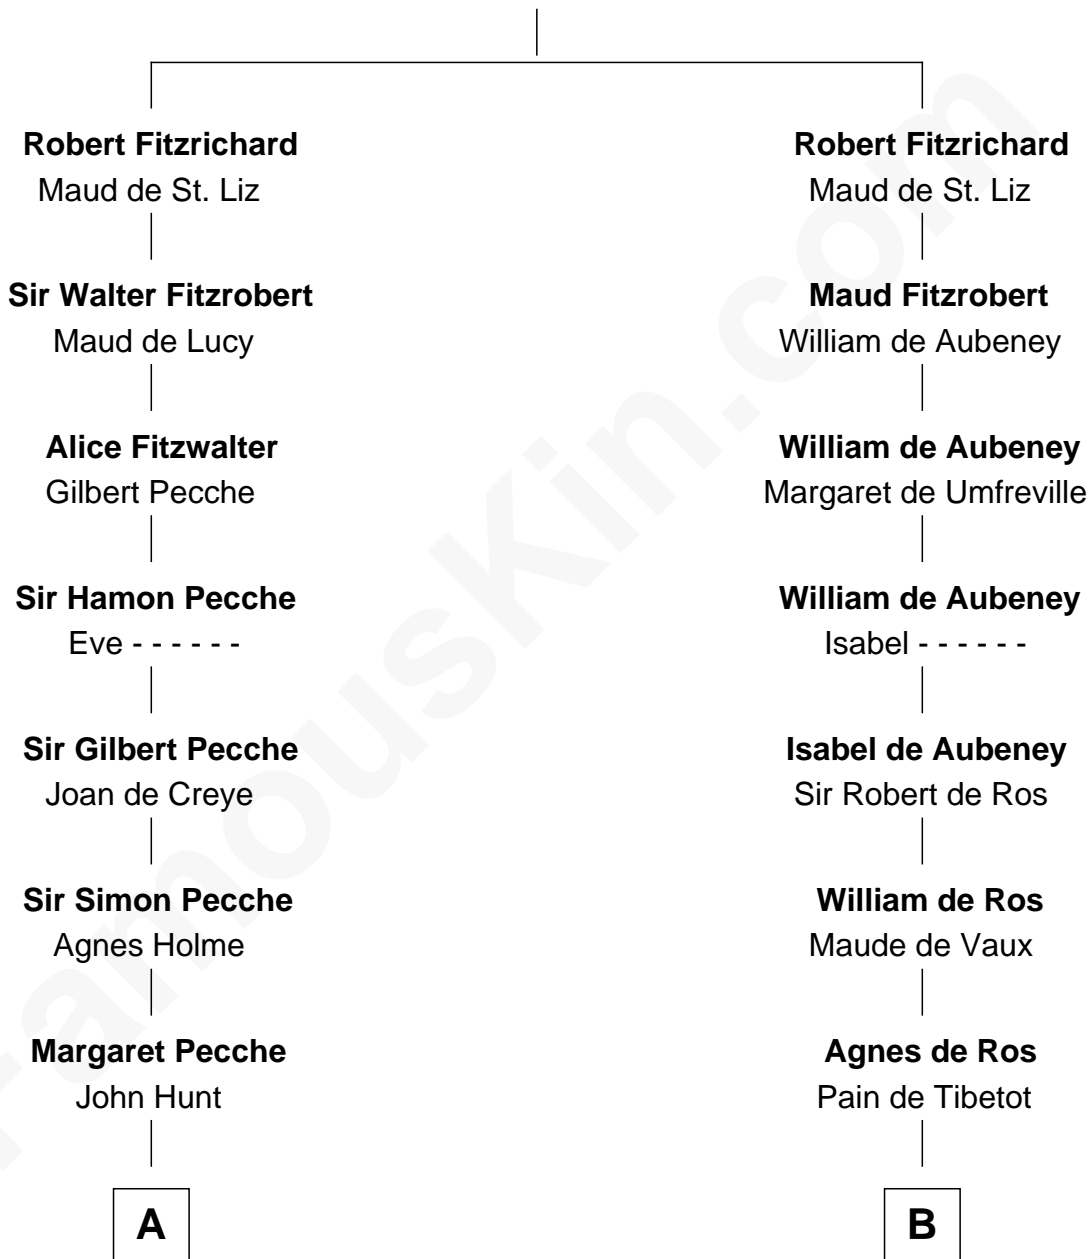 Robert Fitzrichard
Maud de St. Liz
Sir Walter Fitzrobert
Maud de Lucy
Alice Fitzwalter
Gilbert Pecche
Sir Hamon Pecche
Eve - - - - - -
Sir Gilbert Pecche
Joan de Creye
Sir Simon Pecche
Agnes Holme
Margaret Pecche
John Hunt
A
Robert Fitzrichard
Maud de St. Liz
Maud Fitzrobert
William de Aubeney
William de Aubeney
Margaret de Umfreville
William de Aubeney
Isabel - - - - - -
Isabel de Aubeney
Sir Robert de Ros
William de Ros
Maude de Vaux
Agnes de Ros
Pain de Tibetot
B
FamousKin.com